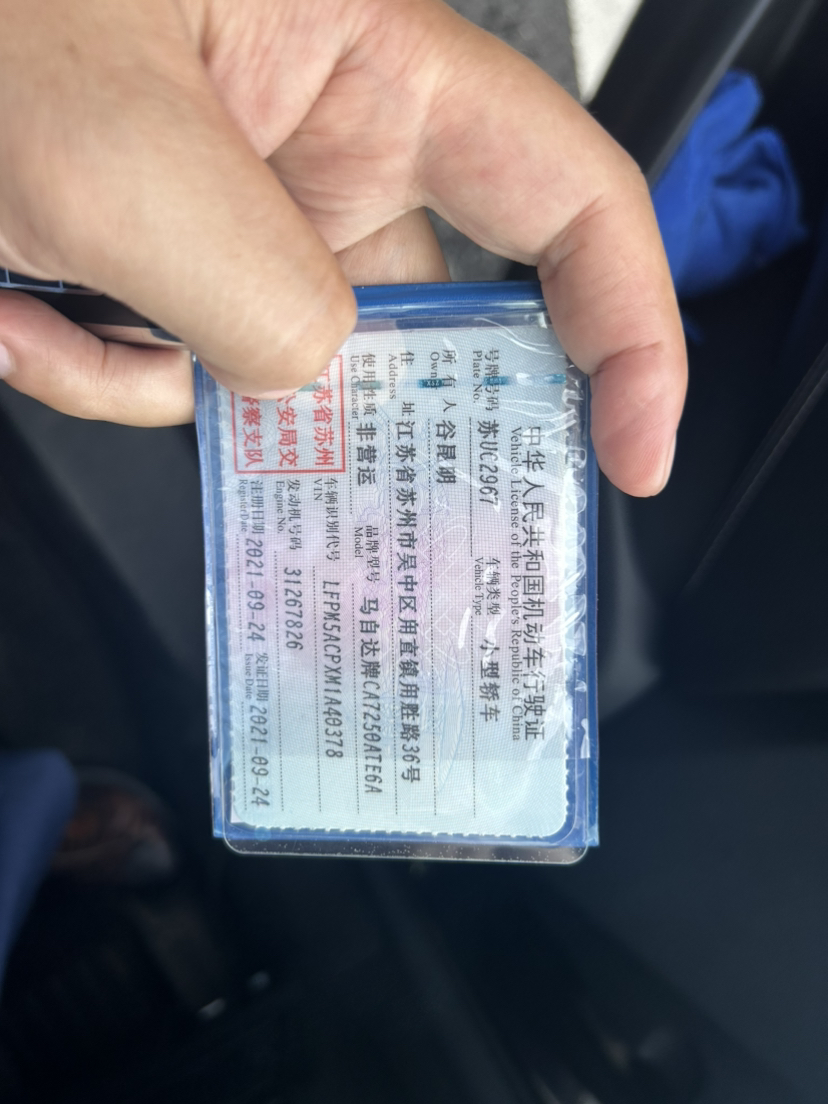 中华人民共和国机动车行驶证
Vehicle License of the People's Republic of China
号牌号码 苏UC2967 车辆类型 小型轿车
Plate No. Vehicle Type
所有人 谷昆明
Owner
住址 江苏省苏州市吴中区甪直镇甪胜路36号
Address
使用性质 非营运 品牌型号 马自达牌CA7250ATE6A
Use Character Model
车辆识别代号 LFPM5ACPXM1A40378
VIN
发动机号码 31267826
Engine No.
注册日期 2021-09-24 发证日期 2021-09-24
Register Date Issue Date
苏省苏州
安局交
察支队